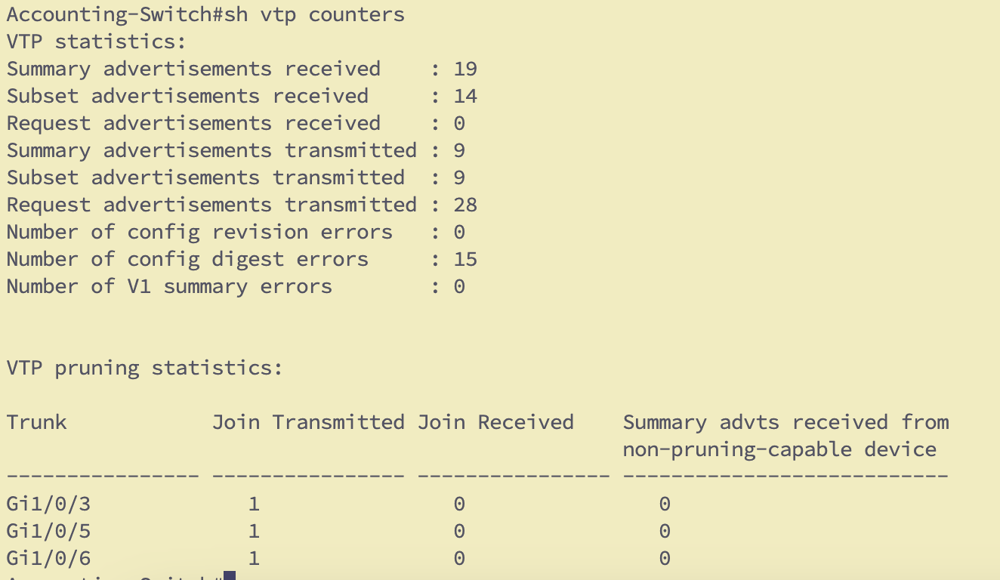 Accounting-Switch#sh vtp counters
VTP statistics:
Summary advertisements received    : 19
Subset advertisements received     : 14
Request advertisements received    : 0
Summary advertisements transmitted : 9
Subset advertisements transmitted  : 9
Request advertisements transmitted : 28
Number of config revision errors   : 0
Number of config digest errors     : 15
Number of V1 summary errors        : 0
VTP pruning statistics:
Trunk            Join Transmitted Join Received    Summary advts received from
                                                   non-pruning-capable device
---------------- ---------------- ---------------- ---------------------------
Gi1/0/3             1                0                0
Gi1/0/5             1                0                0
Gi1/0/6             1                0                0